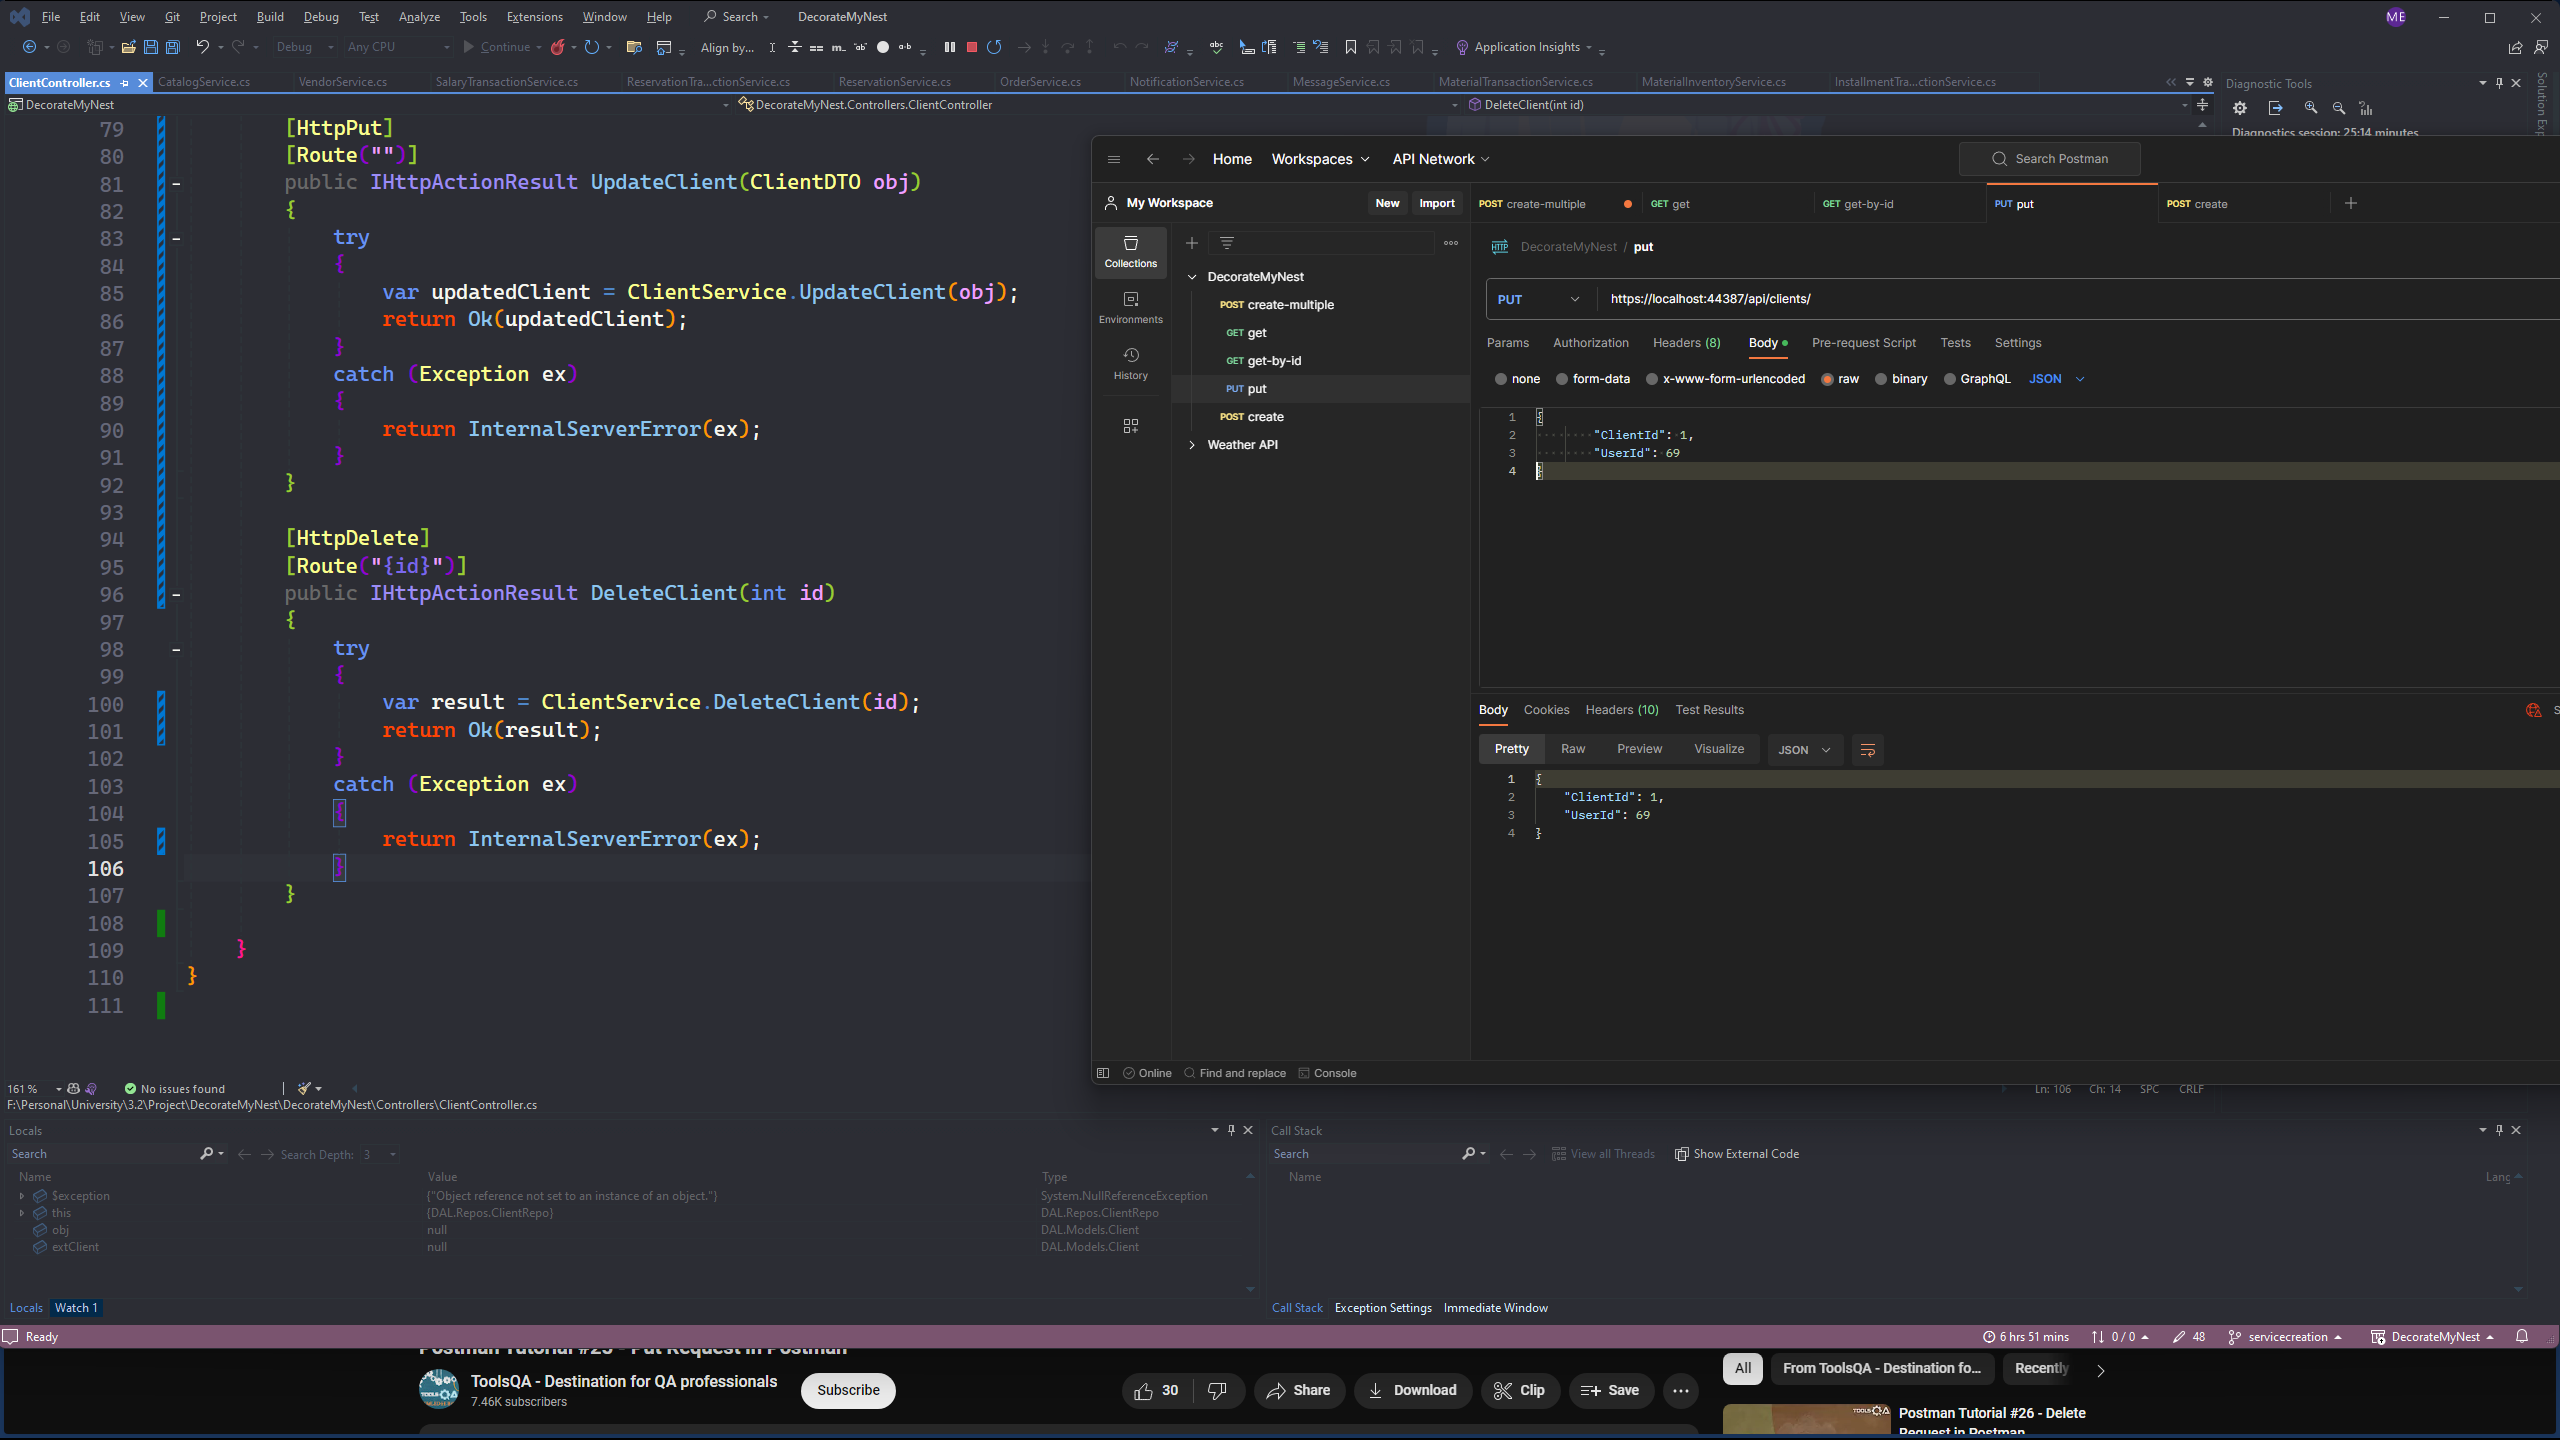 File Edit View Git Project Build Debug Test Analyze Tools Extensions Window Help Search DecorateMyNest ME
Debug Any CPU Continue Align by... Application Insights
ClientController.cs CatalogService.cs VendorService.cs SalaryTransactionService.cs ReservationTra...ctionService.cs ReservationService.cs OrderService.cs NotificationService.cs MessageService.cs MaterialTransactionService.cs MaterialInventoryService.cs InstallmentTra...ctionService.cs
DecorateMyNest DecorateMyNest.Controllers.ClientController DeleteClient(int id)
Diagnostic Tools
Diagnostics session: 25:14 minutes
79 [HttpPut]
80 [Route("")]
81 public IHttpActionResult UpdateClient(ClientDTO obj)
82 {
83 try
84 {
85 var updatedClient = ClientService.UpdateClient(obj);
86 return Ok(updatedClient);
87 }
88 catch (Exception ex)
89 {
90 return InternalServerError(ex);
91 }
92 }
93
94 [HttpDelete]
95 [Route("{id}")]
96 public IHttpActionResult DeleteClient(int id)
97 {
98 try
99 {
100 var result = ClientService.DeleteClient(id);
101 return Ok(result);
102 }
103 catch (Exception ex)
104 {
105 return InternalServerError(ex);
106 }
107 }
108
109 }
110 }
111
Home Workspaces API Network Search Postman
My Workspace New Import
POST create-multiple GET get GET get-by-id PUT put POST create
Collections
Environments
History
DecorateMyNest
POST create-multiple
GET get
GET get-by-id
PUT put
POST create
Weather API
HTTP DecorateMyNest / put
PUT https://localhost:44387/api/clients/
Params Authorization Headers (8) Body Pre-request Script Tests Settings
none form-data x-www-form-urlencoded raw binary GraphQL JSON
1 {
2 "ClientId": 1,
3 "UserId": 69
4 }
Body Cookies Headers (10) Test Results
Pretty Raw Preview Visualize JSON
1 {
2 "ClientId": 1,
3 "UserId": 69
4 }
Online Find and replace Console
161 % No issues found Ln: 106 Ch: 14 SPC CRLF
F:\Personal\University\3.2\Project\DecorateMyNest\DecorateMyNest\Controllers\ClientController.cs
Locals
Search Search Depth: 3
Name Value Type
$exception {"Object reference not set to an instance of an object."} System.NullReferenceException
this {DAL.Repos.ClientRepo} DAL.Repos.ClientRepo
obj null DAL.Models.Client
extClient null DAL.Models.Client
Locals Watch 1
Call Stack
Search View all Threads Show External Code
Name Lang
Call Stack Exception Settings Immediate Window
Ready 6 hrs 51 mins 0 / 0 48 servicecreation DecorateMyNest
Postman Tutorial #25 - Put Request in Postman
ToolsQA - Destination for QA professionals
7.46K subscribers
Subscribe
30 Share Download Clip Save
All From ToolsQA - Destination fo... Recently
Postman Tutorial #26 - Delete
Request in Postman